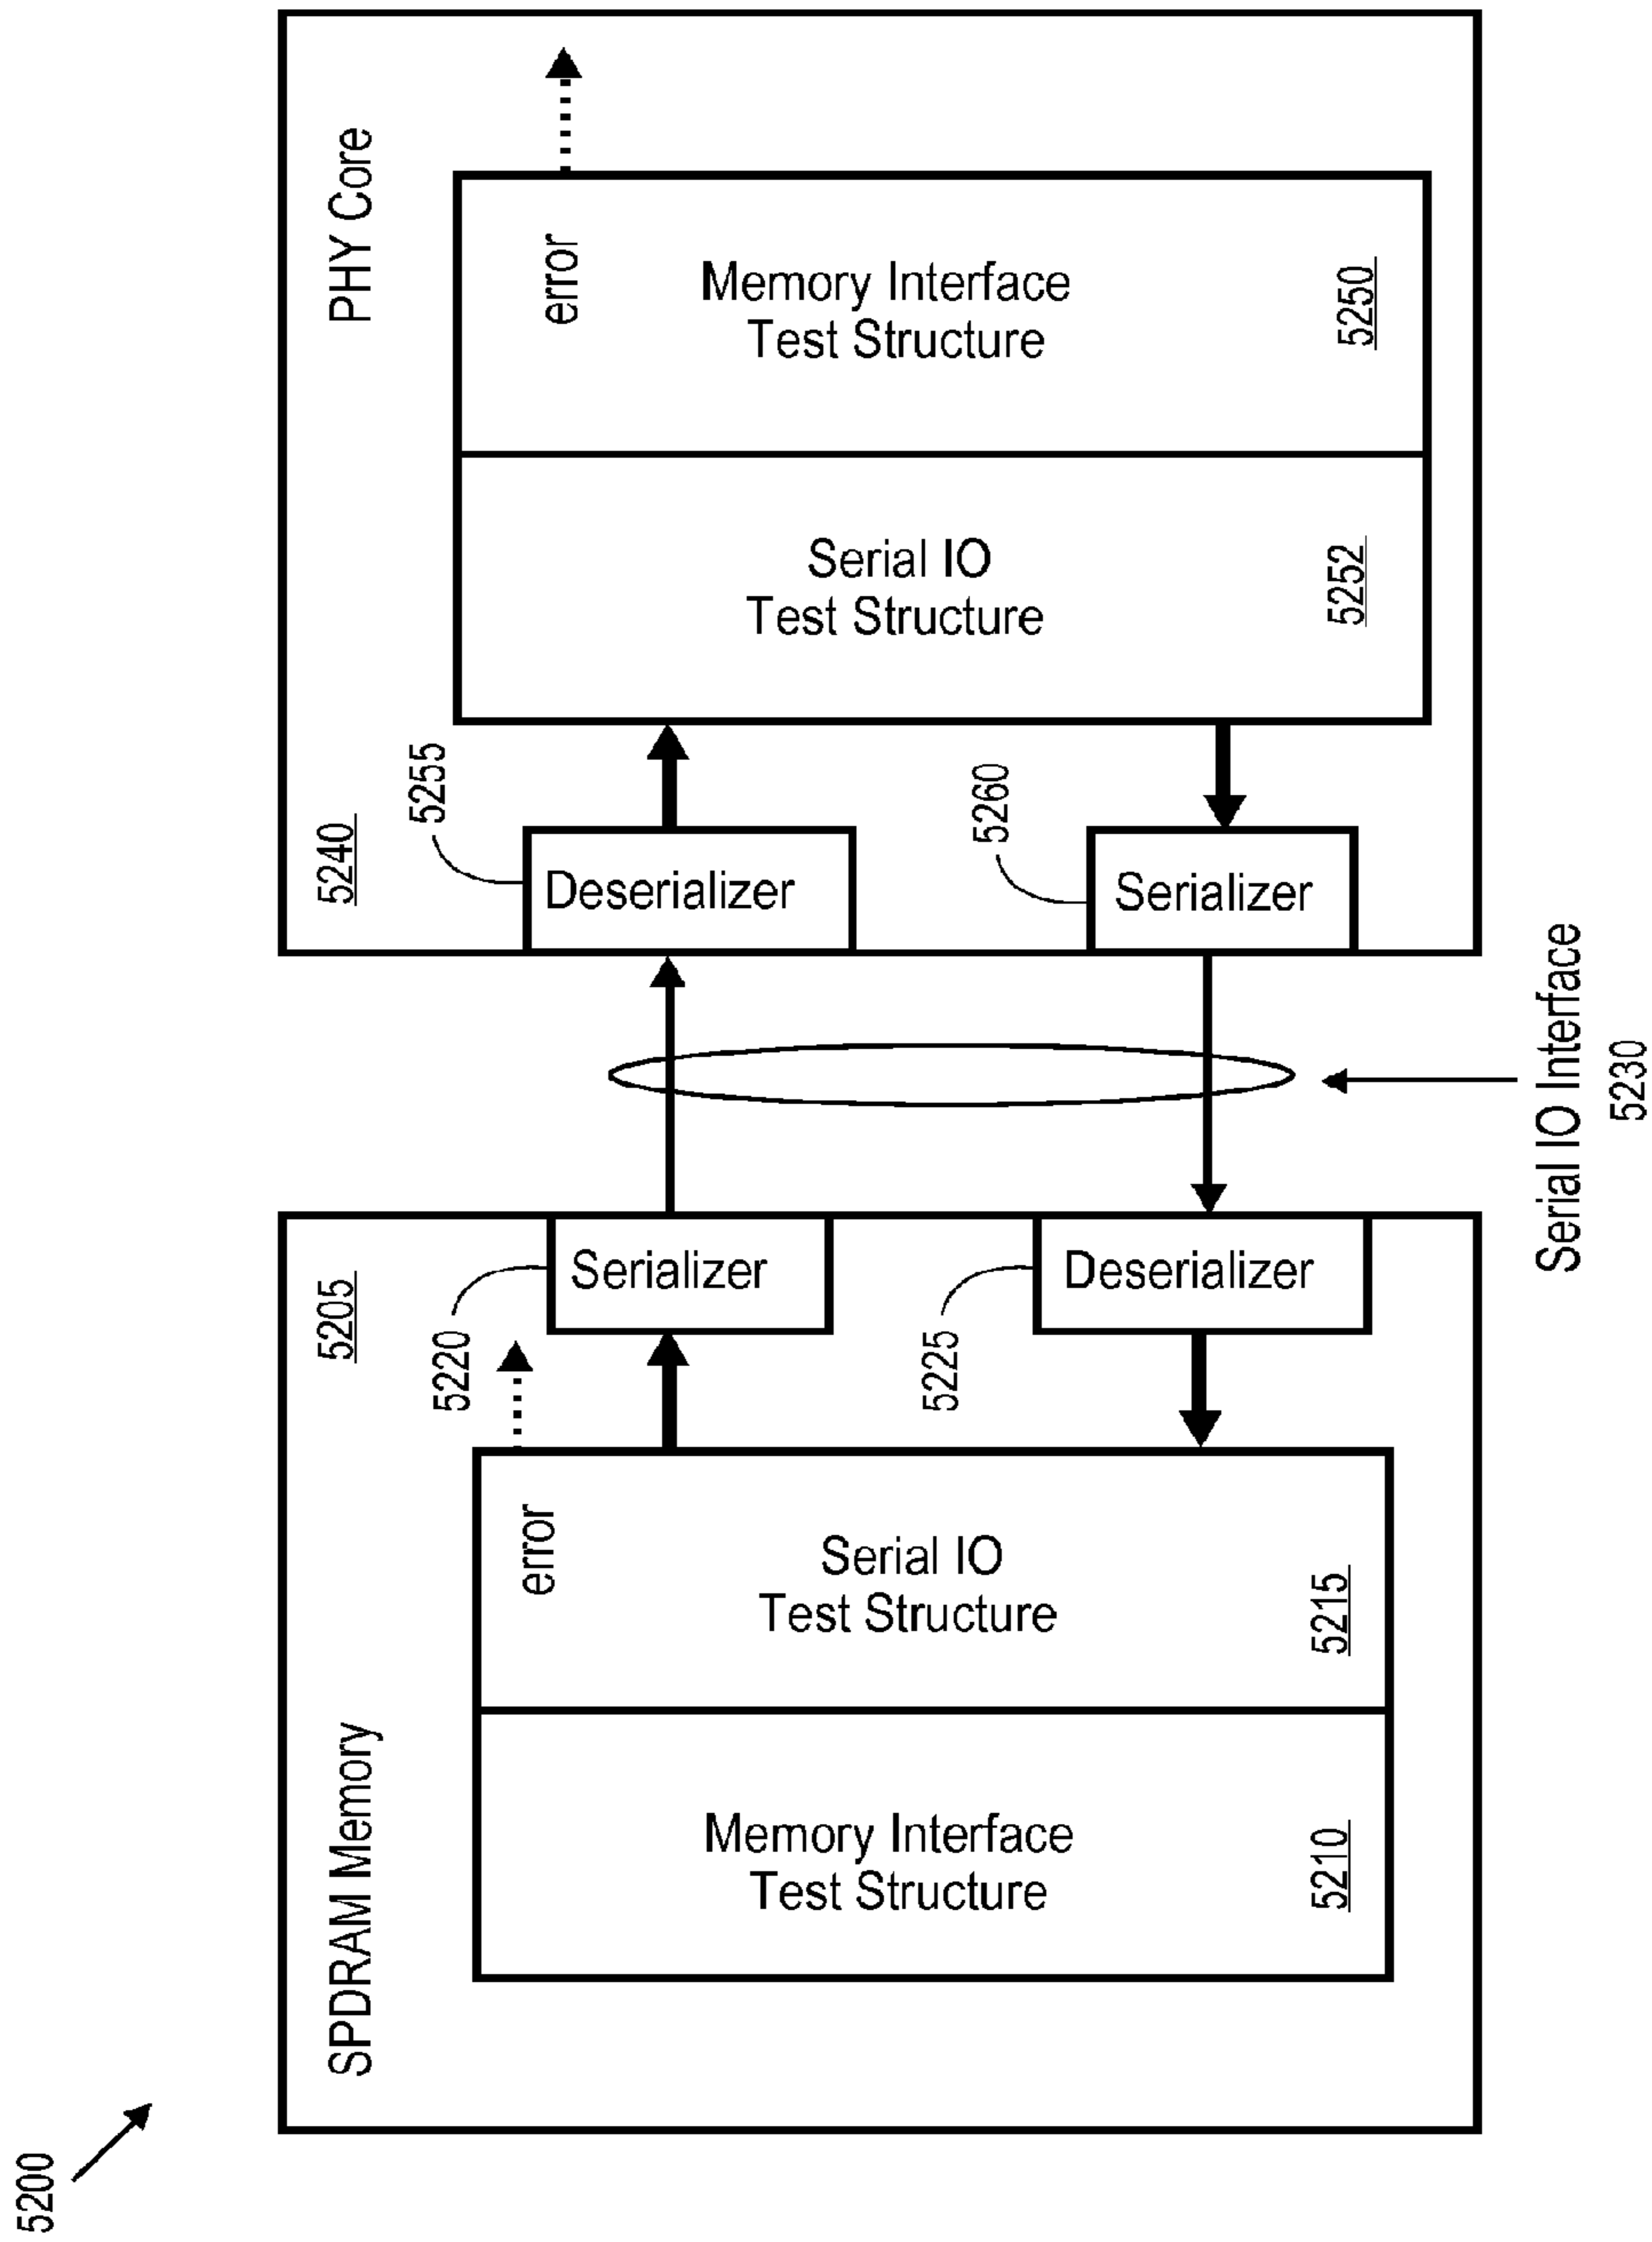 5200
SPDRAM Memory
5205
Memory Interface
Test Structure
5210
Serial IO
Test Structure
5215
error
5220
Serializer
5225
Deserializer
Serial IO Interface
5230
PHY Core
5240
5255
Deserializer
5260
Serializer
Serial IO
Test Structure
5252
error
Memory Interface
Test Structure
5250